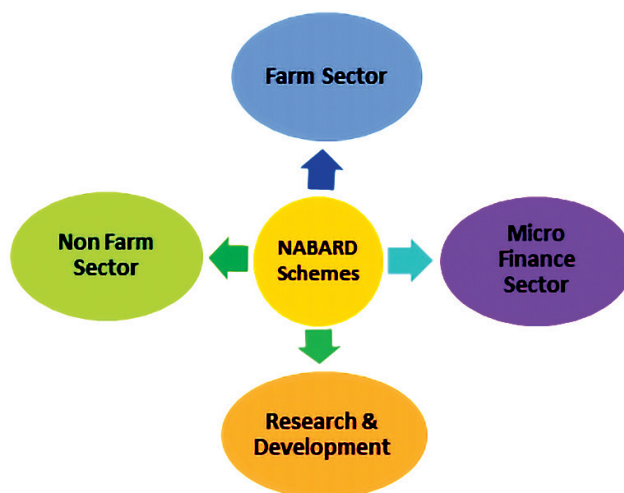 Farm Sector
Non Farm
Sector
NABARD
Schemes
Micro
Finance
Sector
Research &
Development